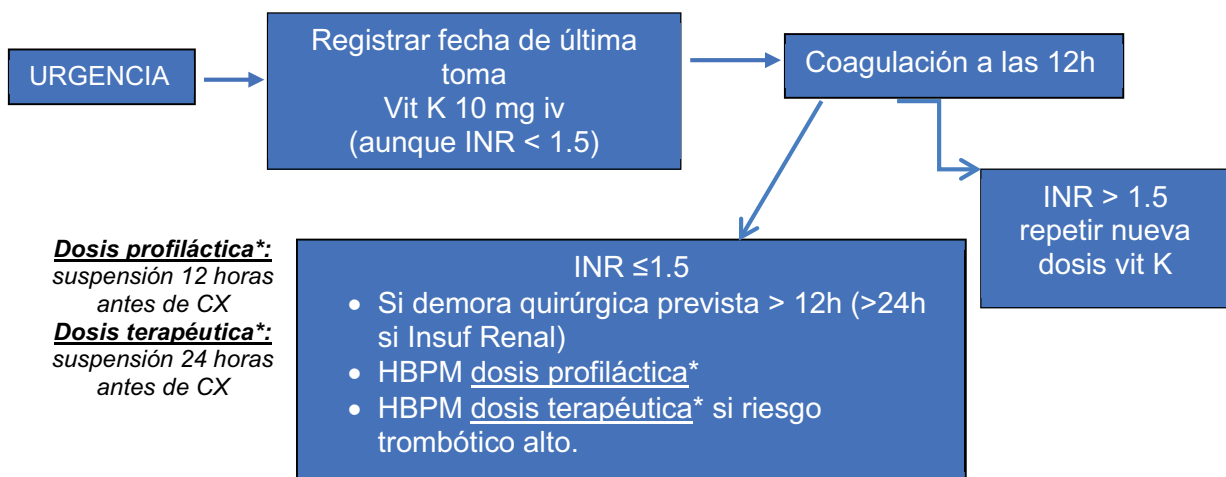 URGENCIA
Registrar fecha de última
toma
Vit K 10 mg iv
(aunque INR < 1.5)
Coagulación a las 12h
INR > 1.5
repetir nueva
dosis vit K
Dosis profiláctica*:
suspensión 12 horas
antes de CX
Dosis terapéutica*:
suspensión 24 horas
antes de CX
INR ≤1.5
• Si demora quirúrgica prevista > 12h (>24h
si Insuf Renal)
• HBPM dosis profiláctica*
• HBPM dosis terapéutica* si riesgo
trombótico alto.